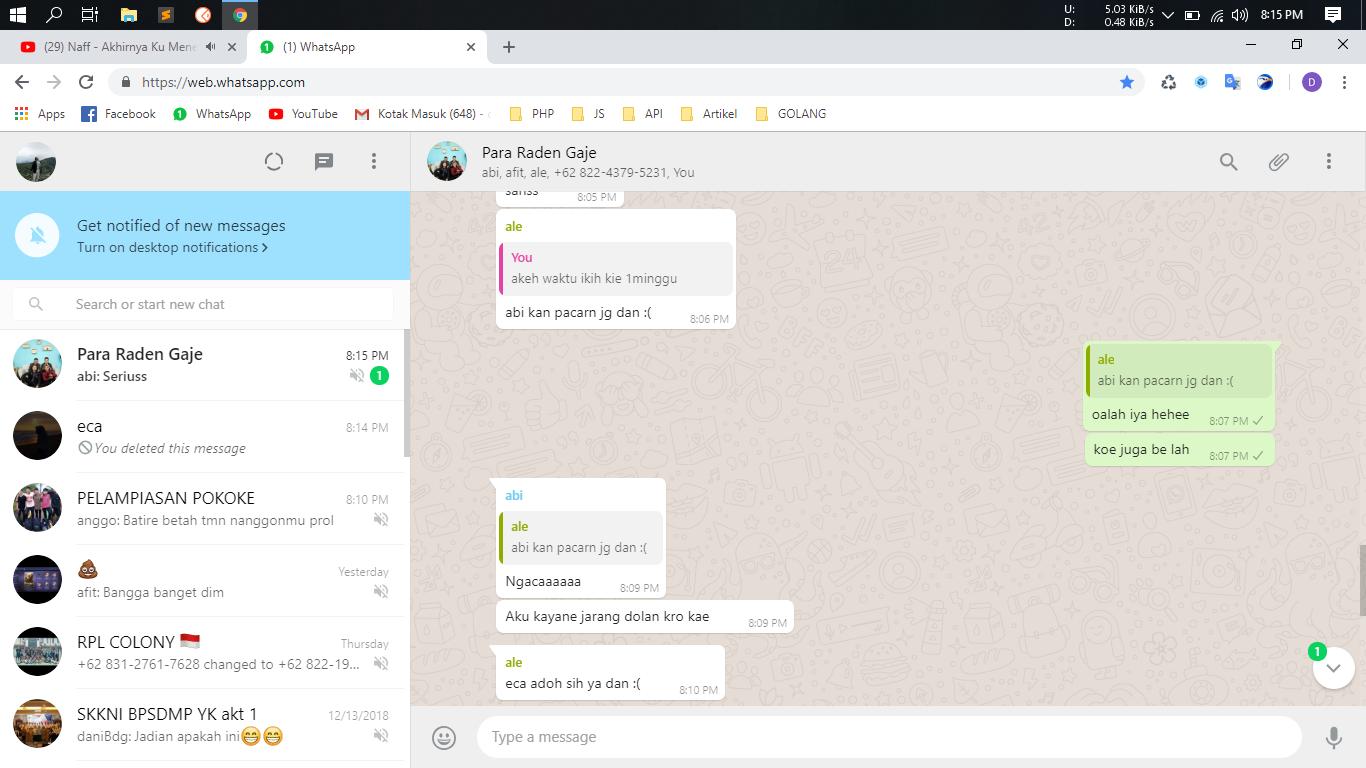 U: 5.03 KiB/s
D: 0.48 KiB/s
8:15 PM
(29) Naff - Akhirnya Ku Mene
(1) WhatsApp
https://web.whatsapp.com
D
Apps
Facebook
WhatsApp
YouTube
Kotak Masuk (648) -
PHP
JS
API
Artikel
GOLANG
Get notified of new messages
Turn on desktop notifications
Search or start new chat
Para Raden Gaje
8:15 PM
abi: Seriuss
1
eca
8:14 PM
You deleted this message
PELAMPIASAN POKOKE
8:10 PM
anggo: Batire betah tmn nanggonmu prol
💩
Yesterday
afit: Bangga banget dim
RPL COLONY 🇮🇩
Thursday
+62 831-2761-7628 changed to +62 822-19...
SKKNI BPSDMP YK akt 1
12/13/2018
daniBdg: Jadian apakah ini😁😁
Para Raden Gaje
abi, afit, ale, +62 822-4379-5231, You
sariss
8:05 PM
ale
You
akeh waktu ikih kie 1minggu
abi kan pacarn jg dan :(
8:06 PM
ale
abi kan pacarn jg dan :(
oalah iya hehee
8:07 PM
koe juga be lah
8:07 PM
abi
ale
abi kan pacarn jg dan :(
Ngacaaaaaa
8:09 PM
Aku kayane jarang dolan kro kae
8:09 PM
ale
eca adoh sih ya dan :(
8:10 PM
1
Type a message